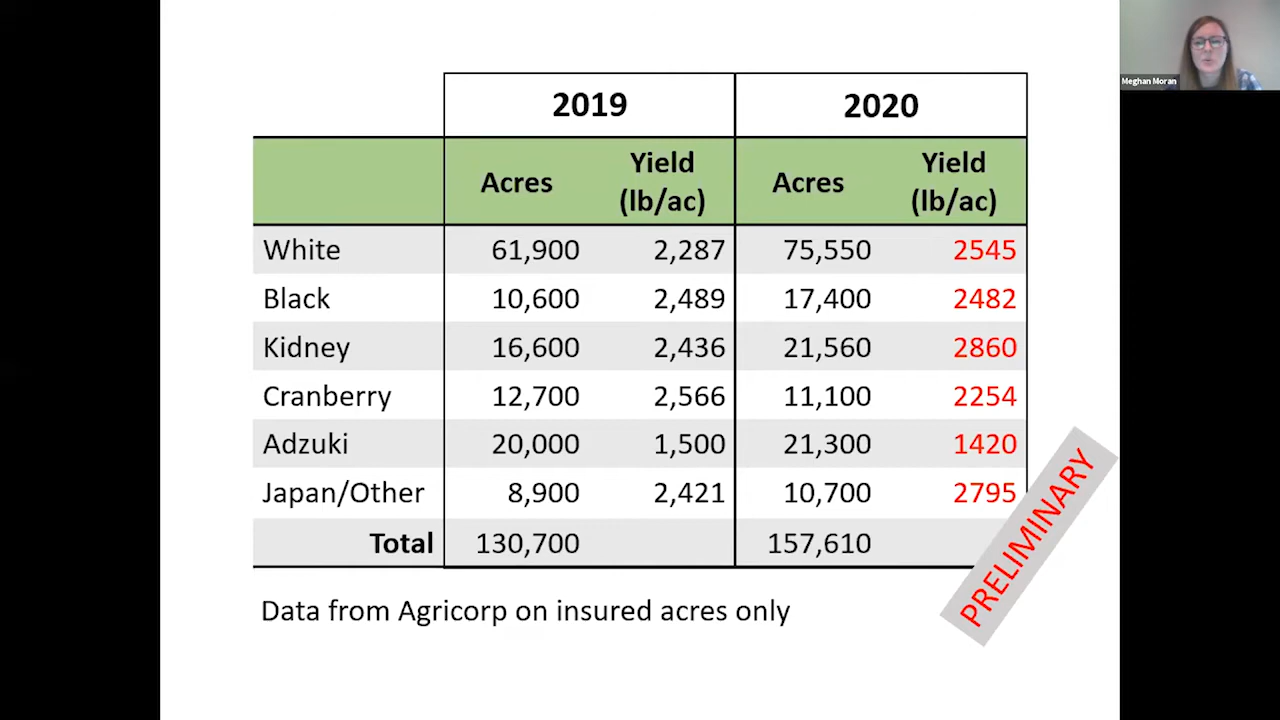 Meghan Moran
2019 2020
Acres Yield (lb/ac) Acres Yield (lb/ac)
White 61,900 2,287 75,550 2545
Black 10,600 2,489 17,400 2482
Kidney 16,600 2,436 21,560 2860
Cranberry 12,700 2,566 11,100 2254
Adzuki 20,000 1,500 21,300 1420
Japan/Other 8,900 2,421 10,700 2795
Total 130,700 157,610
PRELIMINARY
Data from Agricorp on insured acres only